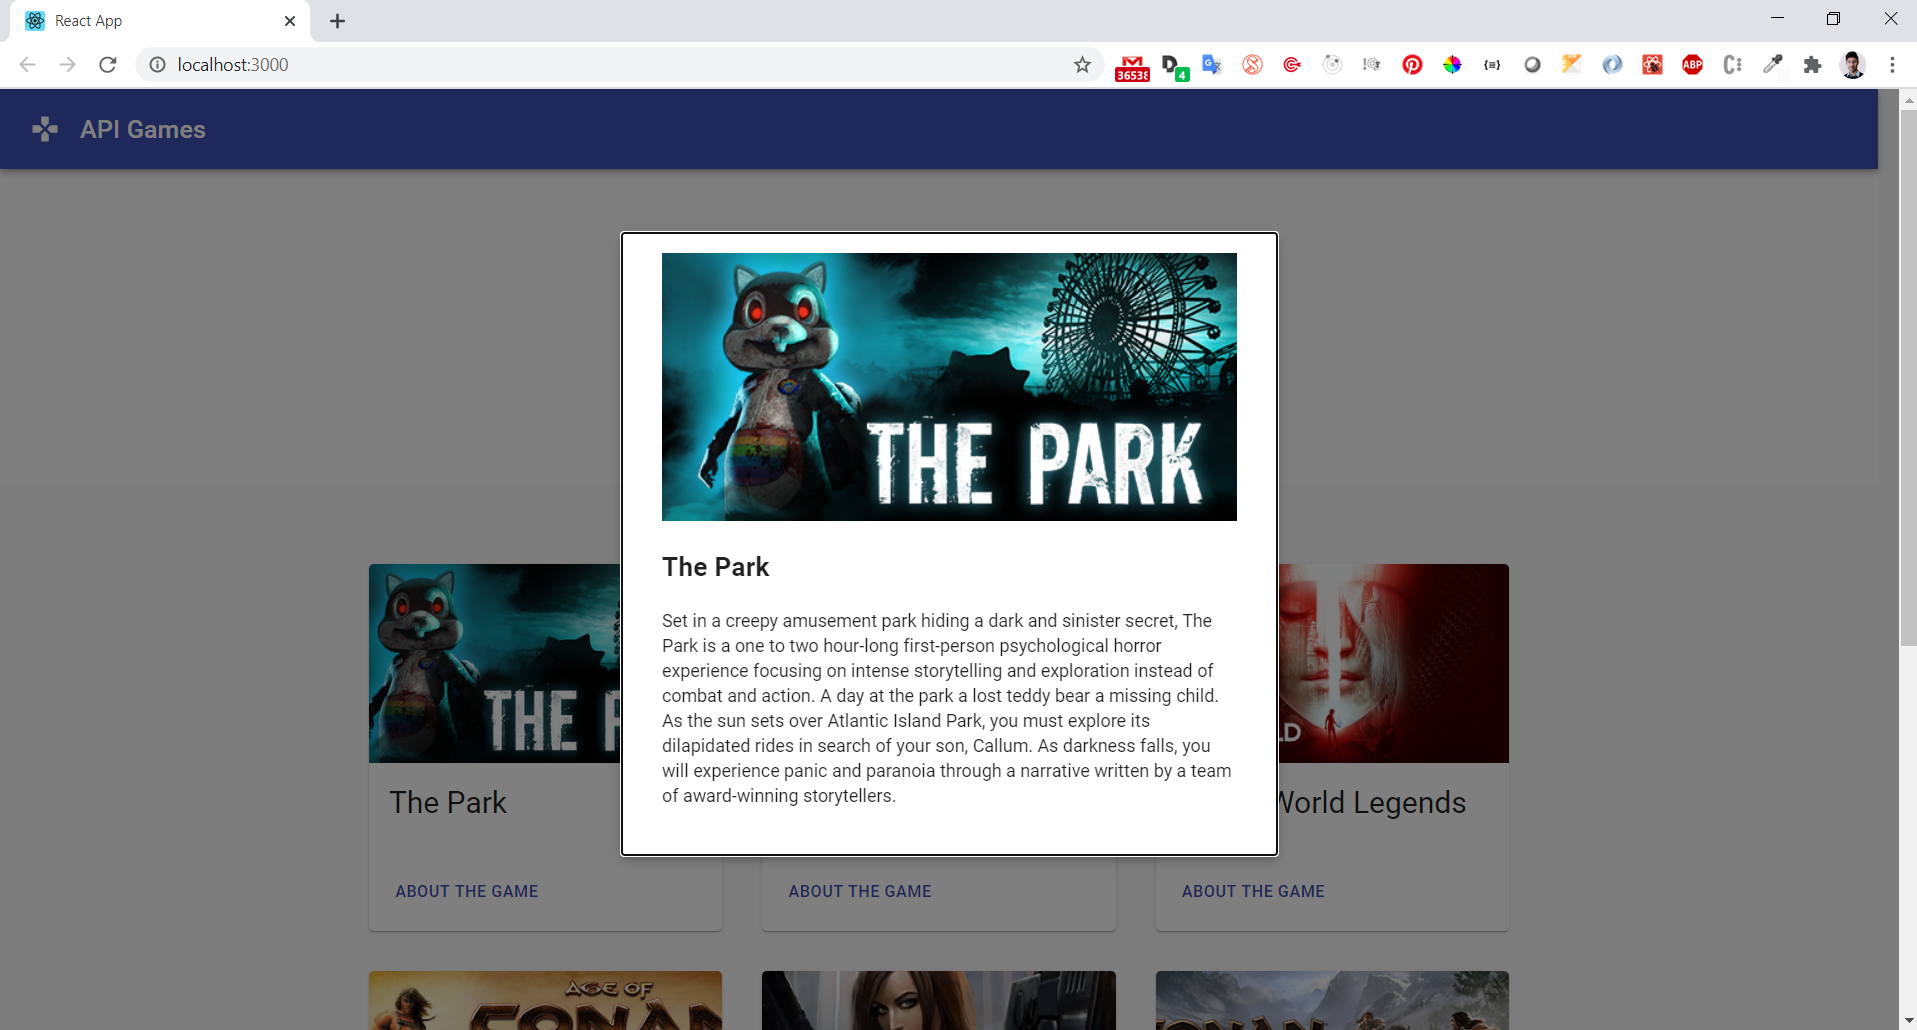 React App
localhost:3000
36538
4
ABP
API Games
THE PARK
The Park
Set in a creepy amusement park hiding a dark and sinister secret, The
Park is a one to two hour-long first-person psychological horror
experience focusing on intense storytelling and exploration instead of
combat and action. A day at the park a lost teddy bear a missing child.
As the sun sets over Atlantic Island Park, you must explore its
dilapidated rides in search of your son, Callum. As darkness falls, you
will experience panic and paranoia through a narrative written by a team
of award-winning storytellers.
THE P
LD
The Park
World Legends
ABOUT THE GAME
ABOUT THE GAME
ABOUT THE GAME
AGE OF
CONAN
CONAN